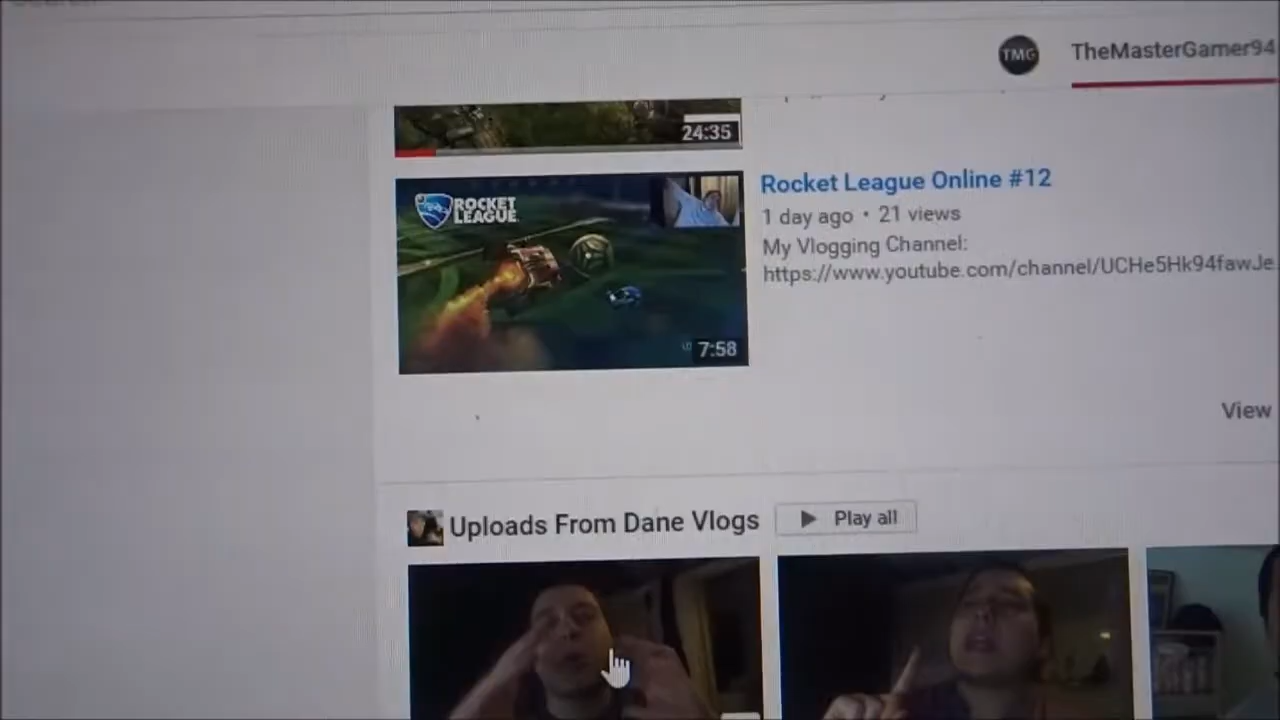 TMG TheMasterGamer94
24:35
Rocket League Online #12
1 day ago • 21 views
My Vlogging Channel:
https://www.youtube.com/channel/UCHe5Hk94fawJe
ROCKET
LEAGUE
7:58
View
Uploads From Dane Vlogs
Play all